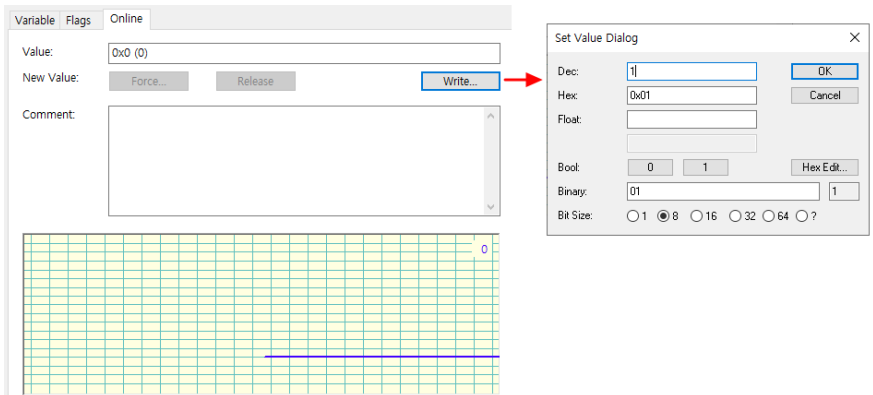 Variable Flags Online
Value: 0x0 (0)
New Value: Force... Release Write...
Comment:
0
Set Value Dialog
Dec: 1 OK
Hex: 0x01 Cancel
Float:
Bool: 0 1 Hex Edit...
Binary: 01 1
Bit Size: 1 8 16 32 64 ?